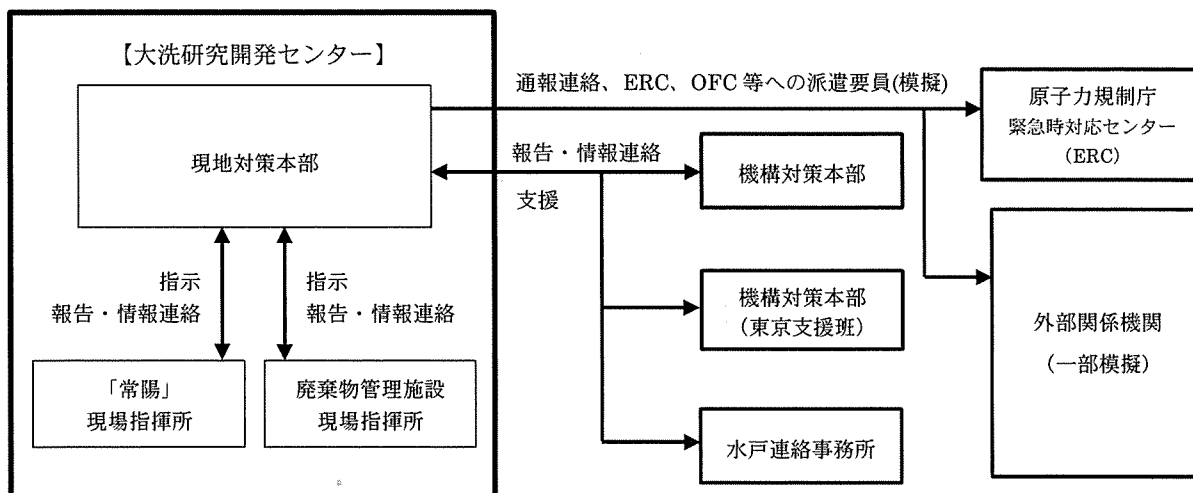 【大洗研究開発センター】
現地対策本部
指示
報告・情報連絡
指示
報告・情報連絡
「常陽」
現場指揮所
廃棄物管理施設
現場指揮所
通報連絡、ERC、OFC 等への派遣要員(模擬)
報告・情報連絡
支援
機構対策本部
機構対策本部
（東京支援班）
水戸連絡事務所
原子力規制庁
緊急時対応センター
（ERC）
外部関係機関
（一部模擬）